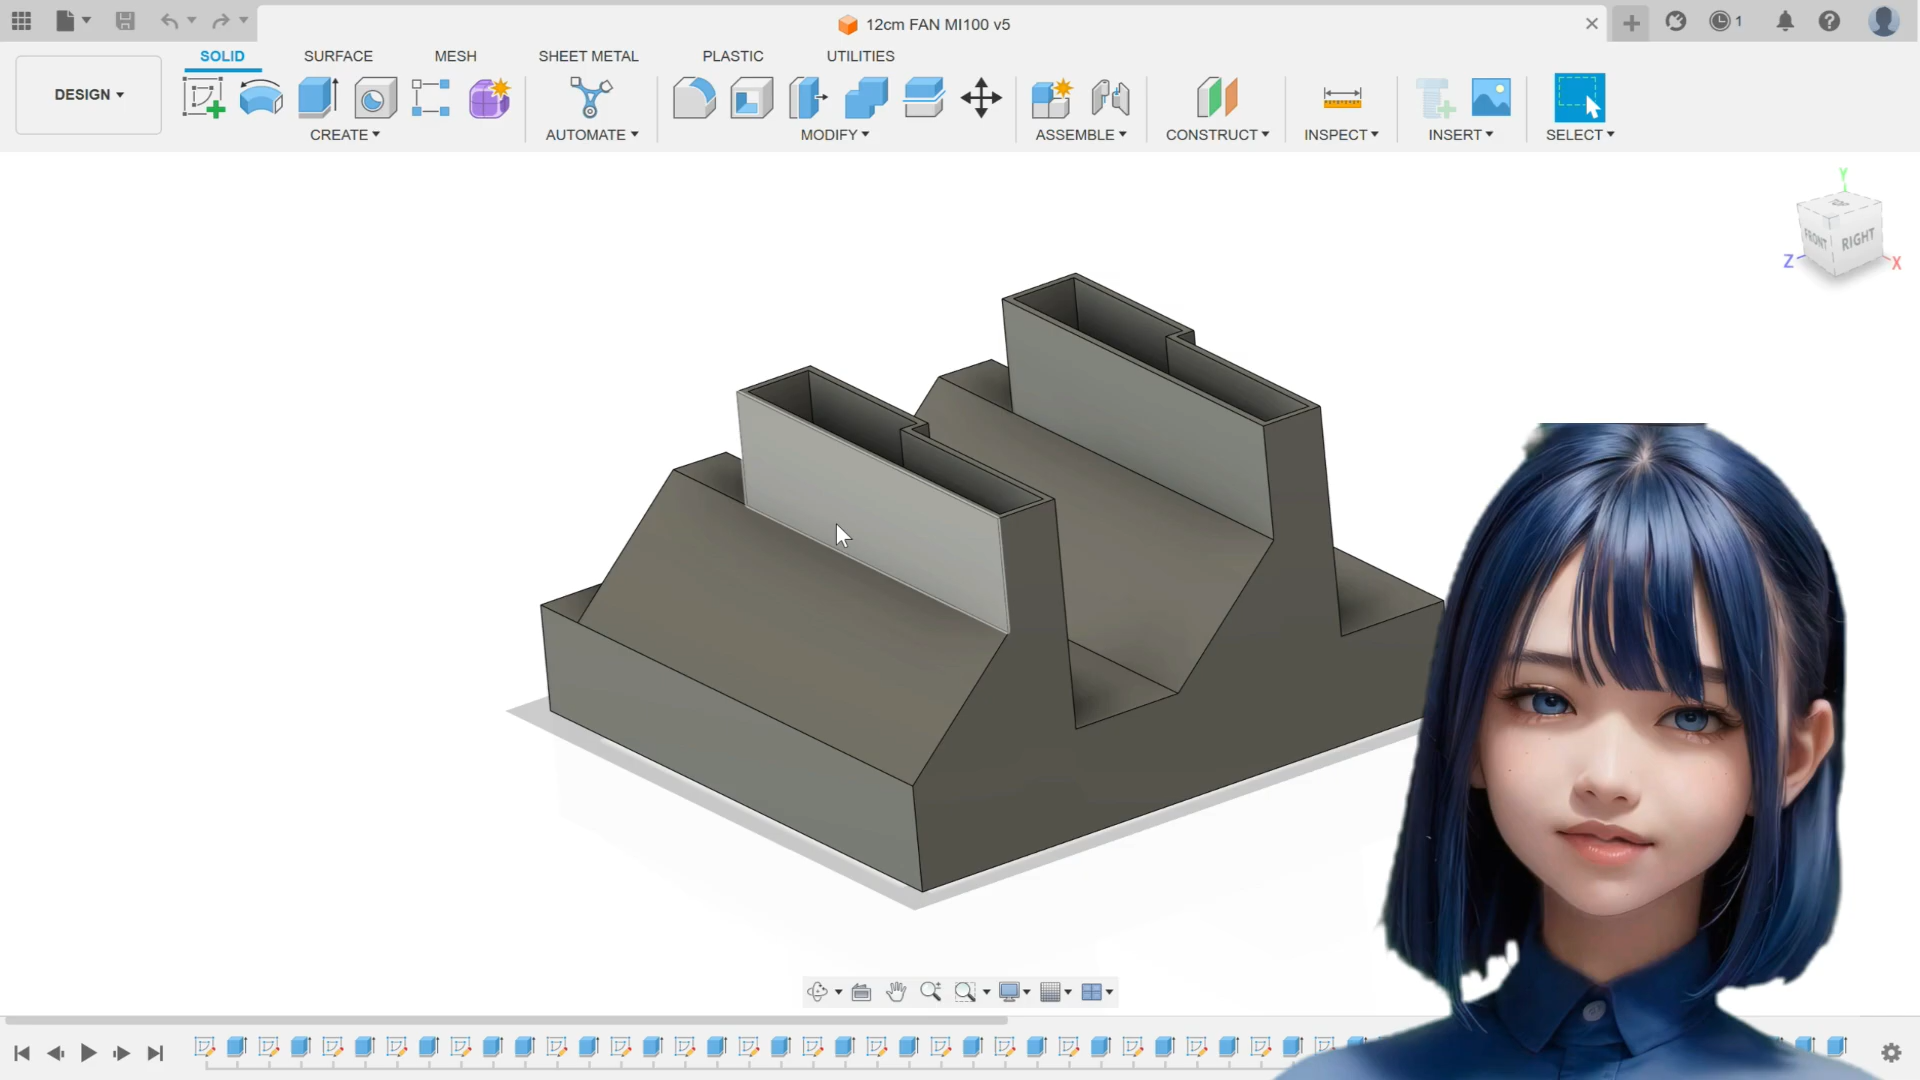 12cm FAN MI100 v5
1
SOLID
SURFACE
MESH
SHEET METAL
PLASTIC
UTILITIES
DESIGN
CREATE
AUTOMATE
MODIFY
ASSEMBLE
CONSTRUCT
INSPECT
INSERT
SELECT
Y
FRONT
RIGHT
Z
X